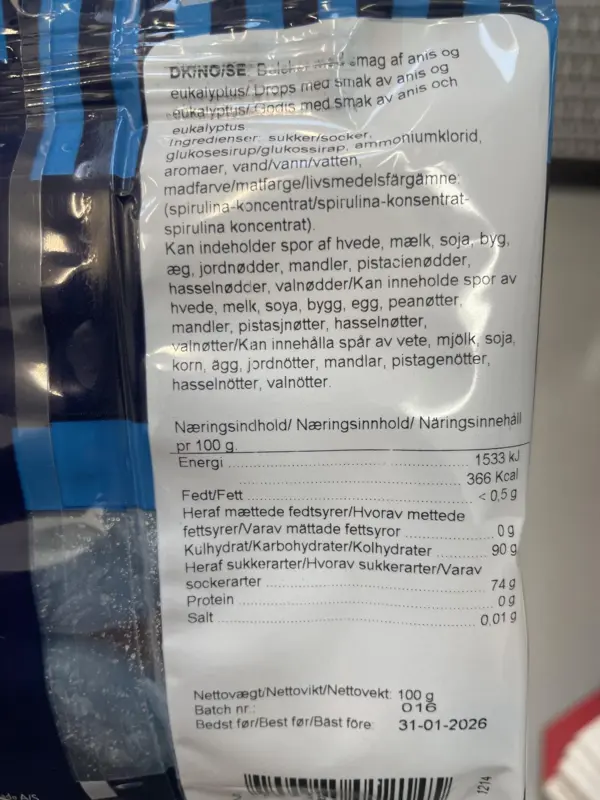 DK/NO/SE: Bolcher med smag af anis og
eukalyptus/ Drops med smak av anis og
eukalyptus/ Godis med smak av anis och
eukalyptus
Ingredienser: sukker/socker,
glukosesirup/glukossirap, ammoniumklorid,
aromaer, vand/vann/vatten,
madfarve/matfarge/livsmedelsfärgämne:
(spirulina-koncentrat/spirulina-konsentrat-
spirulina koncentrat).
Kan indeholder spor af hvede, mælk, soja, byg,
æg, jordnødder, mandler, pistacienødder,
hasselnødder, valnødder/Kan inneholde spor av
hvede, melk, soya, bygg, egg, peanøtter,
mandler, pistasjnøtter, hasselnøtter,
valnøtter/Kan innehålla spår av vete, mjölk, soja,
korn, ägg, jordnötter, mandlar, pistagenötter,
hasselnötter, valnötter.
Næringsindhold/ Næringsinnhold/ Näringsinnehåll
pr 100 g.
Energi 1533 kJ
366 Kcal
Fedt/Fett < 0,5 g
Heraf mættede fedtsyrer/Hvorav mettede
fettsyrer/Varav mättade fettsyror 0 g
Kulhydrat/Karbohydrater/Kolhydrater 90 g
Heraf sukkerarter/Hvorav sukkerarter/Varav
sockerarter 74 g
Protein 0 g
Salt 0,01 g
Nettovægt/Nettovikt/Nettovekt: 100 g
Batch nr.: 016
Bedst før/Best før/Bäst före: 31-01-2026
1214
A/S